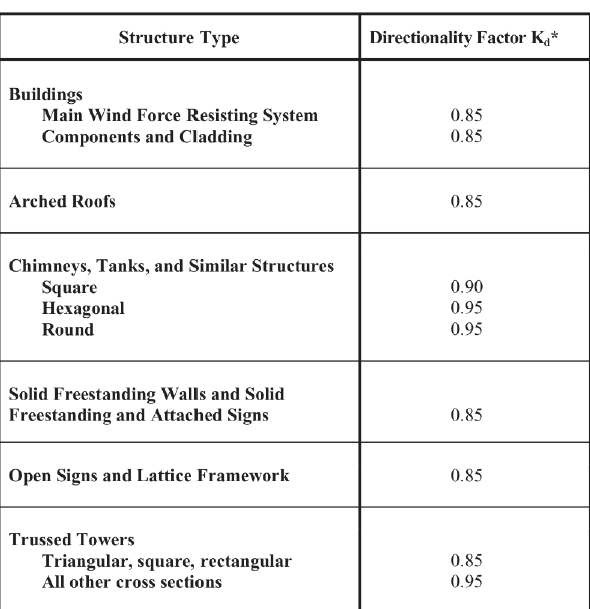 Structure Type Directionality Factor Kd*
Buildings
Main Wind Force Resisting System 0.85
Components and Cladding 0.85
Arched Roofs 0.85
Chimneys, Tanks, and Similar Structures
Square 0.90
Hexagonal 0.95
Round 0.95
Solid Freestanding Walls and Solid
Freestanding and Attached Signs 0.85
Open Signs and Lattice Framework 0.85
Trussed Towers
Triangular, square, rectangular 0.85
All other cross sections 0.95